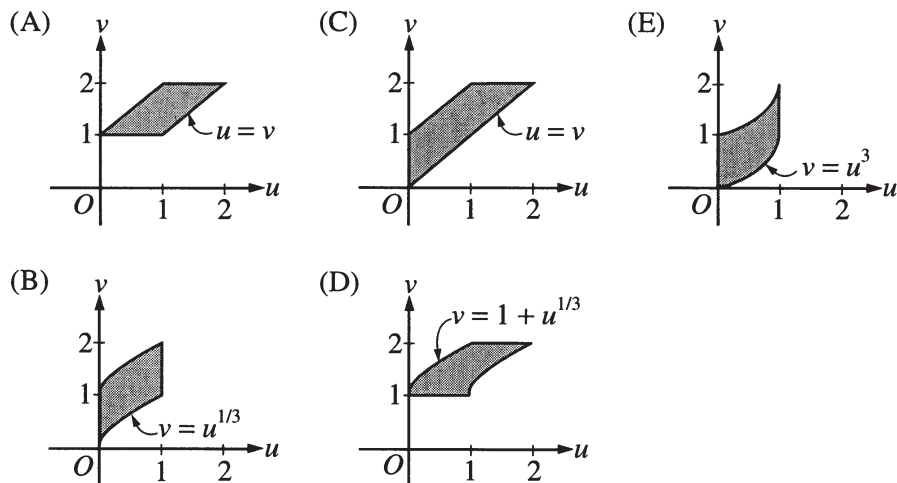 (A)
v
2
1
u = v
O
1
2
u
(C)
v
2
1
u = v
O
1
2
u
(E)
v
2
1
v = u³
O
1
2
u
(B)
v
2
1
v = u^{1/3}
O
1
2
u
(D)
v
v = 1 + u^{1/3}
2
1
O
1
2
u